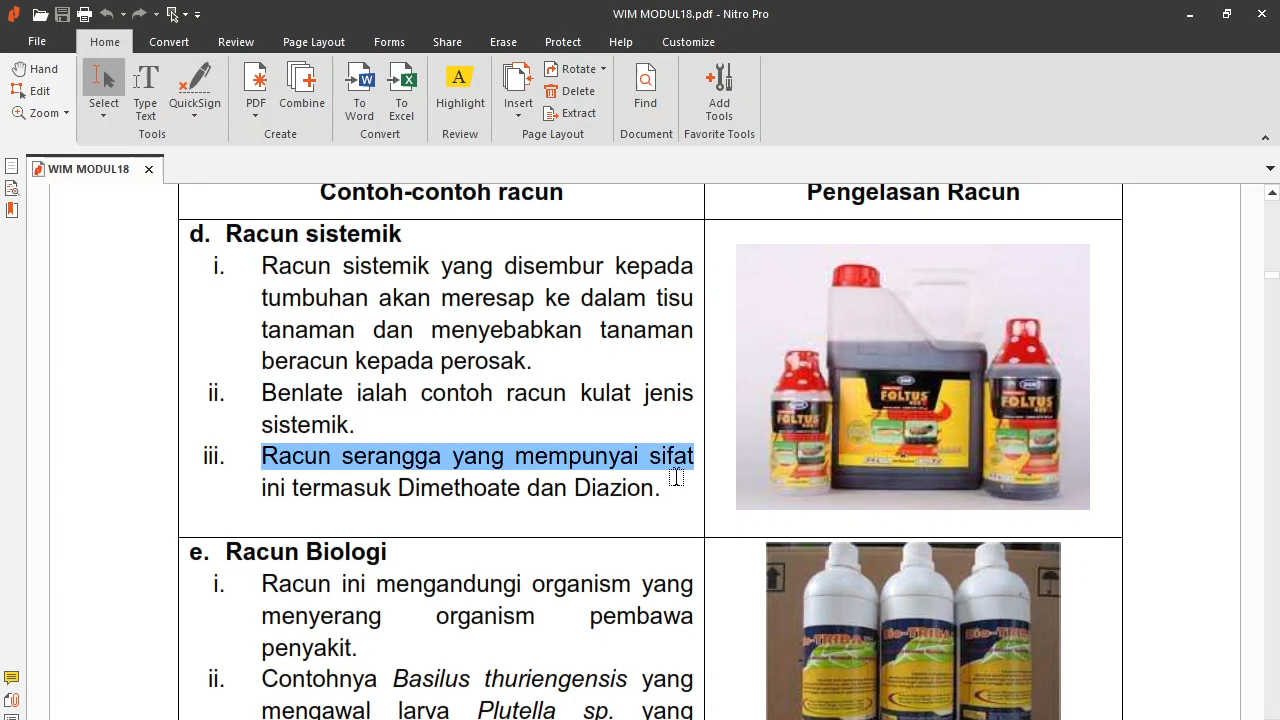 WIM MODUL18.pdf - Nitro Pro
File
Home
Convert
Review
Page Layout
Forms
Share
Erase
Protect
Help
Customize
Hand
Edit
Zoom
Select
Type
Text
QuickSign
Tools
PDF
Combine
Create
To
Word
To
Excel
Convert
Highlight
Review
Insert
Rotate
Delete
Extract
Page Layout
Find
Document
Add
Tools
Favorite Tools
WIM MODUL18
Contoh-contoh racun
Pengelasan Racun
d. Racun sistemik
i. Racun sistemik yang disembur kepada
tumbuhan akan meresap ke dalam tisu
tanaman dan menyebabkan tanaman
beracun kepada perosak.
ii. Benlate ialah contoh racun kulat jenis
sistemik.
iii. Racun serangga yang mempunyai sifat
ini termasuk Dimethoate dan Diazion.
FOLTUS
FOLTUS
FOLTUS
e. Racun Biologi
i. Racun ini mengandungi organism yang
menyerang organism pembawa
penyakit.
ii. Contohnya Basilus thuriengensis yang
mengawal larva Plutella sp. yang
Bio-TRIBA